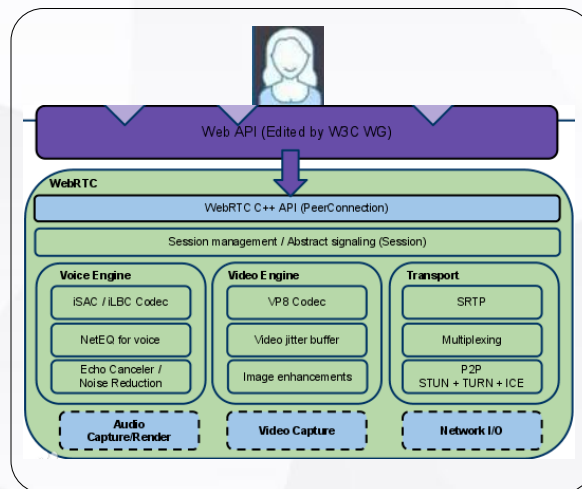 Web API (Edited by W3C WG)
WebRTC
WebRTC C++ API (PeerConnection)
Session management / Abstract signaling (Session)
Voice Engine
iSAC / iLBC Codec
NetEQ for voice
Echo Canceler /
Noise Reduction
Video Engine
VP8 Codec
Video jitter buffer
Image enhancements
Transport
SRTP
Multiplexing
P2P
STUN + TURN + ICE
Audio
Capture/Render
Video Capture
Network I/O